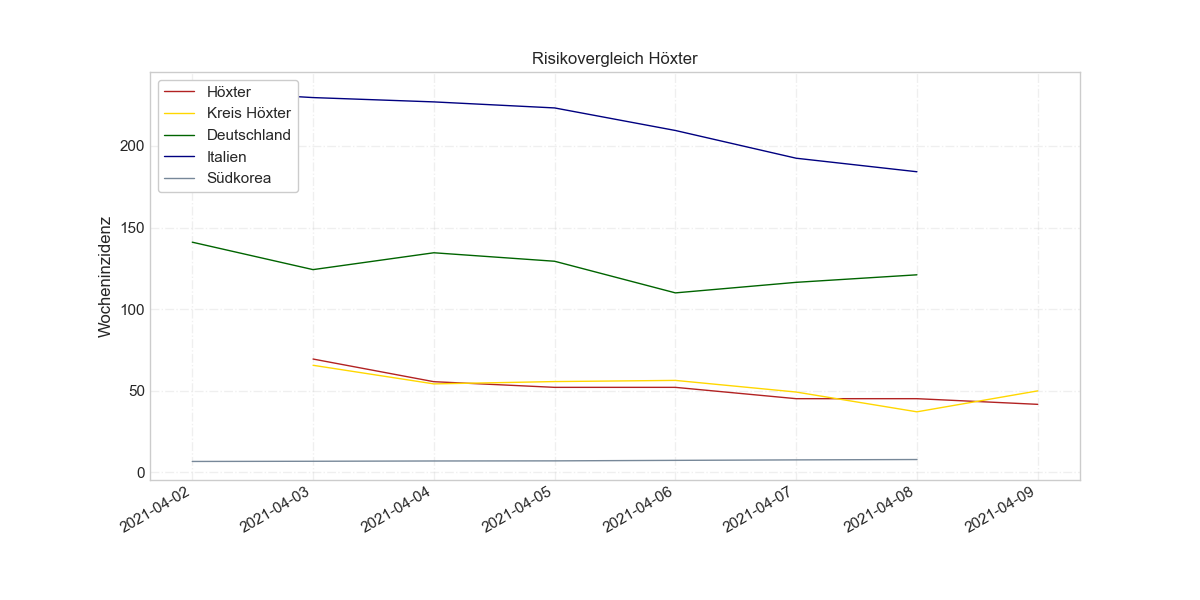 Risikovergleich Höxter
Höxter
Kreis Höxter
Deutschland
Italien
Südkorea
Wocheninzidenz
200
150
100
50
0
2021-04-02
2021-04-03
2021-04-04
2021-04-05
2021-04-06
2021-04-07
2021-04-08
2021-04-09